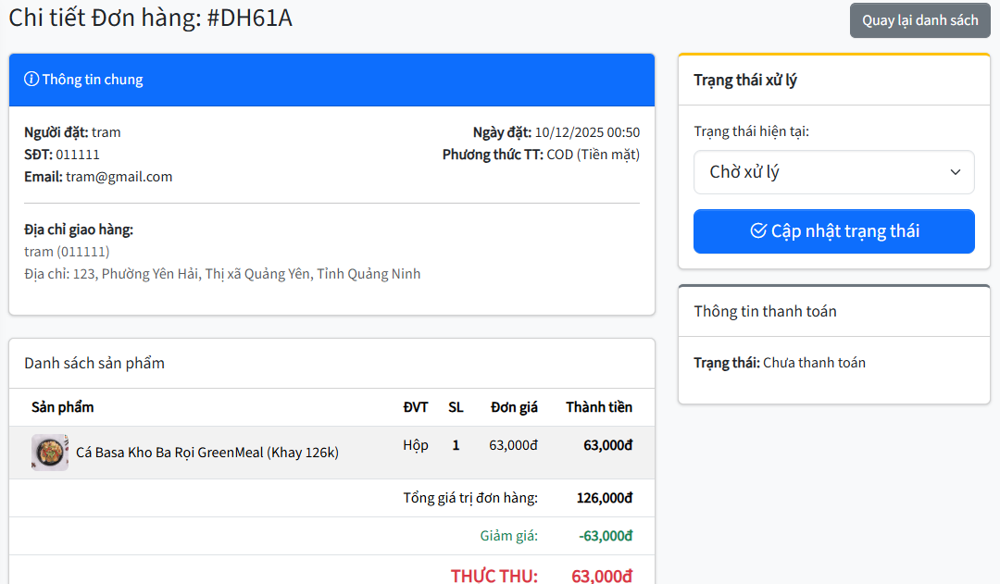 Chi tiết Đơn hàng: #DH61A
Quay lại danh sách
Thông tin chung
Người đặt: tram
SĐT: 011111
Email: tram@gmail.com
Ngày đặt: 10/12/2025 00:50
Phương thức TT: COD (Tiền mặt)
Địa chỉ giao hàng:
tram (011111)
Địa chỉ: 123, Phường Yên Hải, Thị xã Quảng Yên, Tỉnh Quảng Ninh
Danh sách sản phẩm
Sản phẩm ĐVT SL Đơn giá Thành tiền
Cá Basa Kho Ba Rọi GreenMeal (Khay 126k) Hộp 1 63,000đ 63,000đ
Tổng giá trị đơn hàng: 126,000đ
Giảm giá: -63,000đ
THỰC THU: 63,000đ
Trạng thái xử lý
Trạng thái hiện tại:
Chờ xử lý
Cập nhật trạng thái
Thông tin thanh toán
Trạng thái: Chưa thanh toán